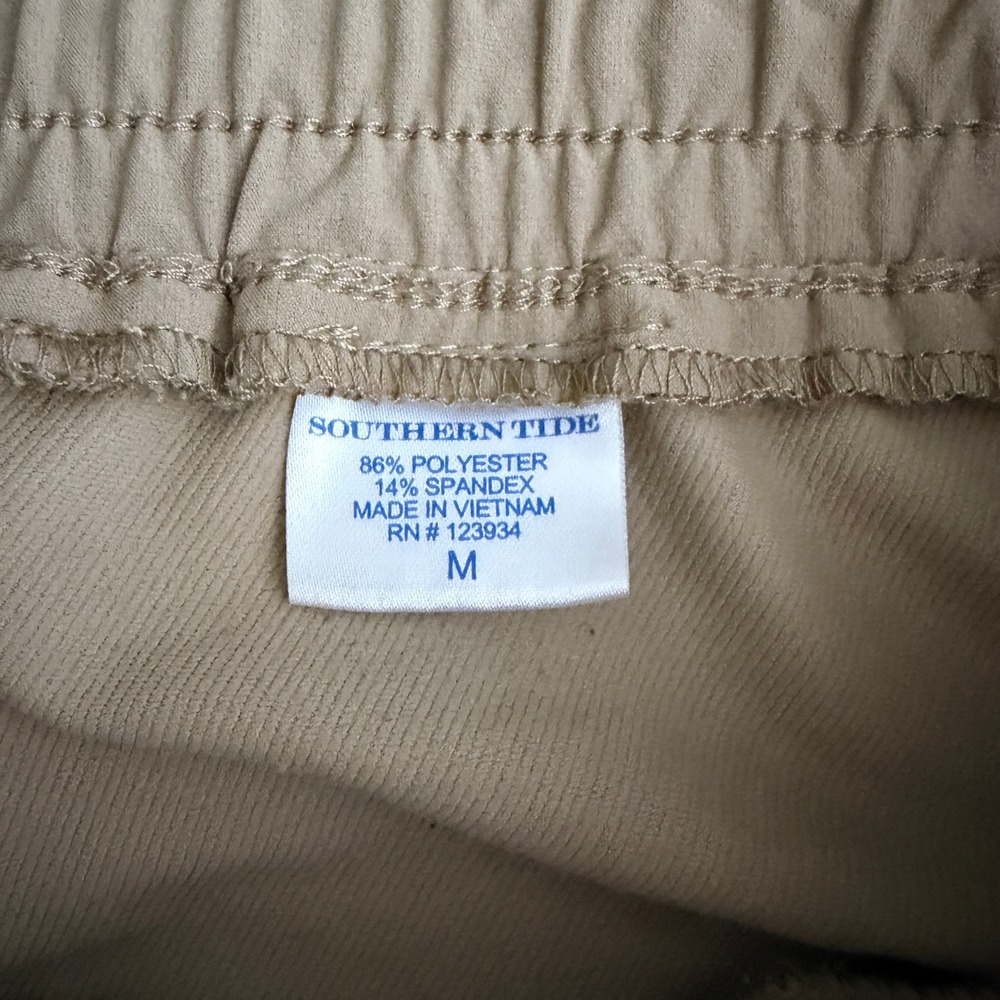 SOUTHERN TIDE
86% POLYESTER
14% SPANDEX
MADE IN VIETNAM
RN # 123934
M